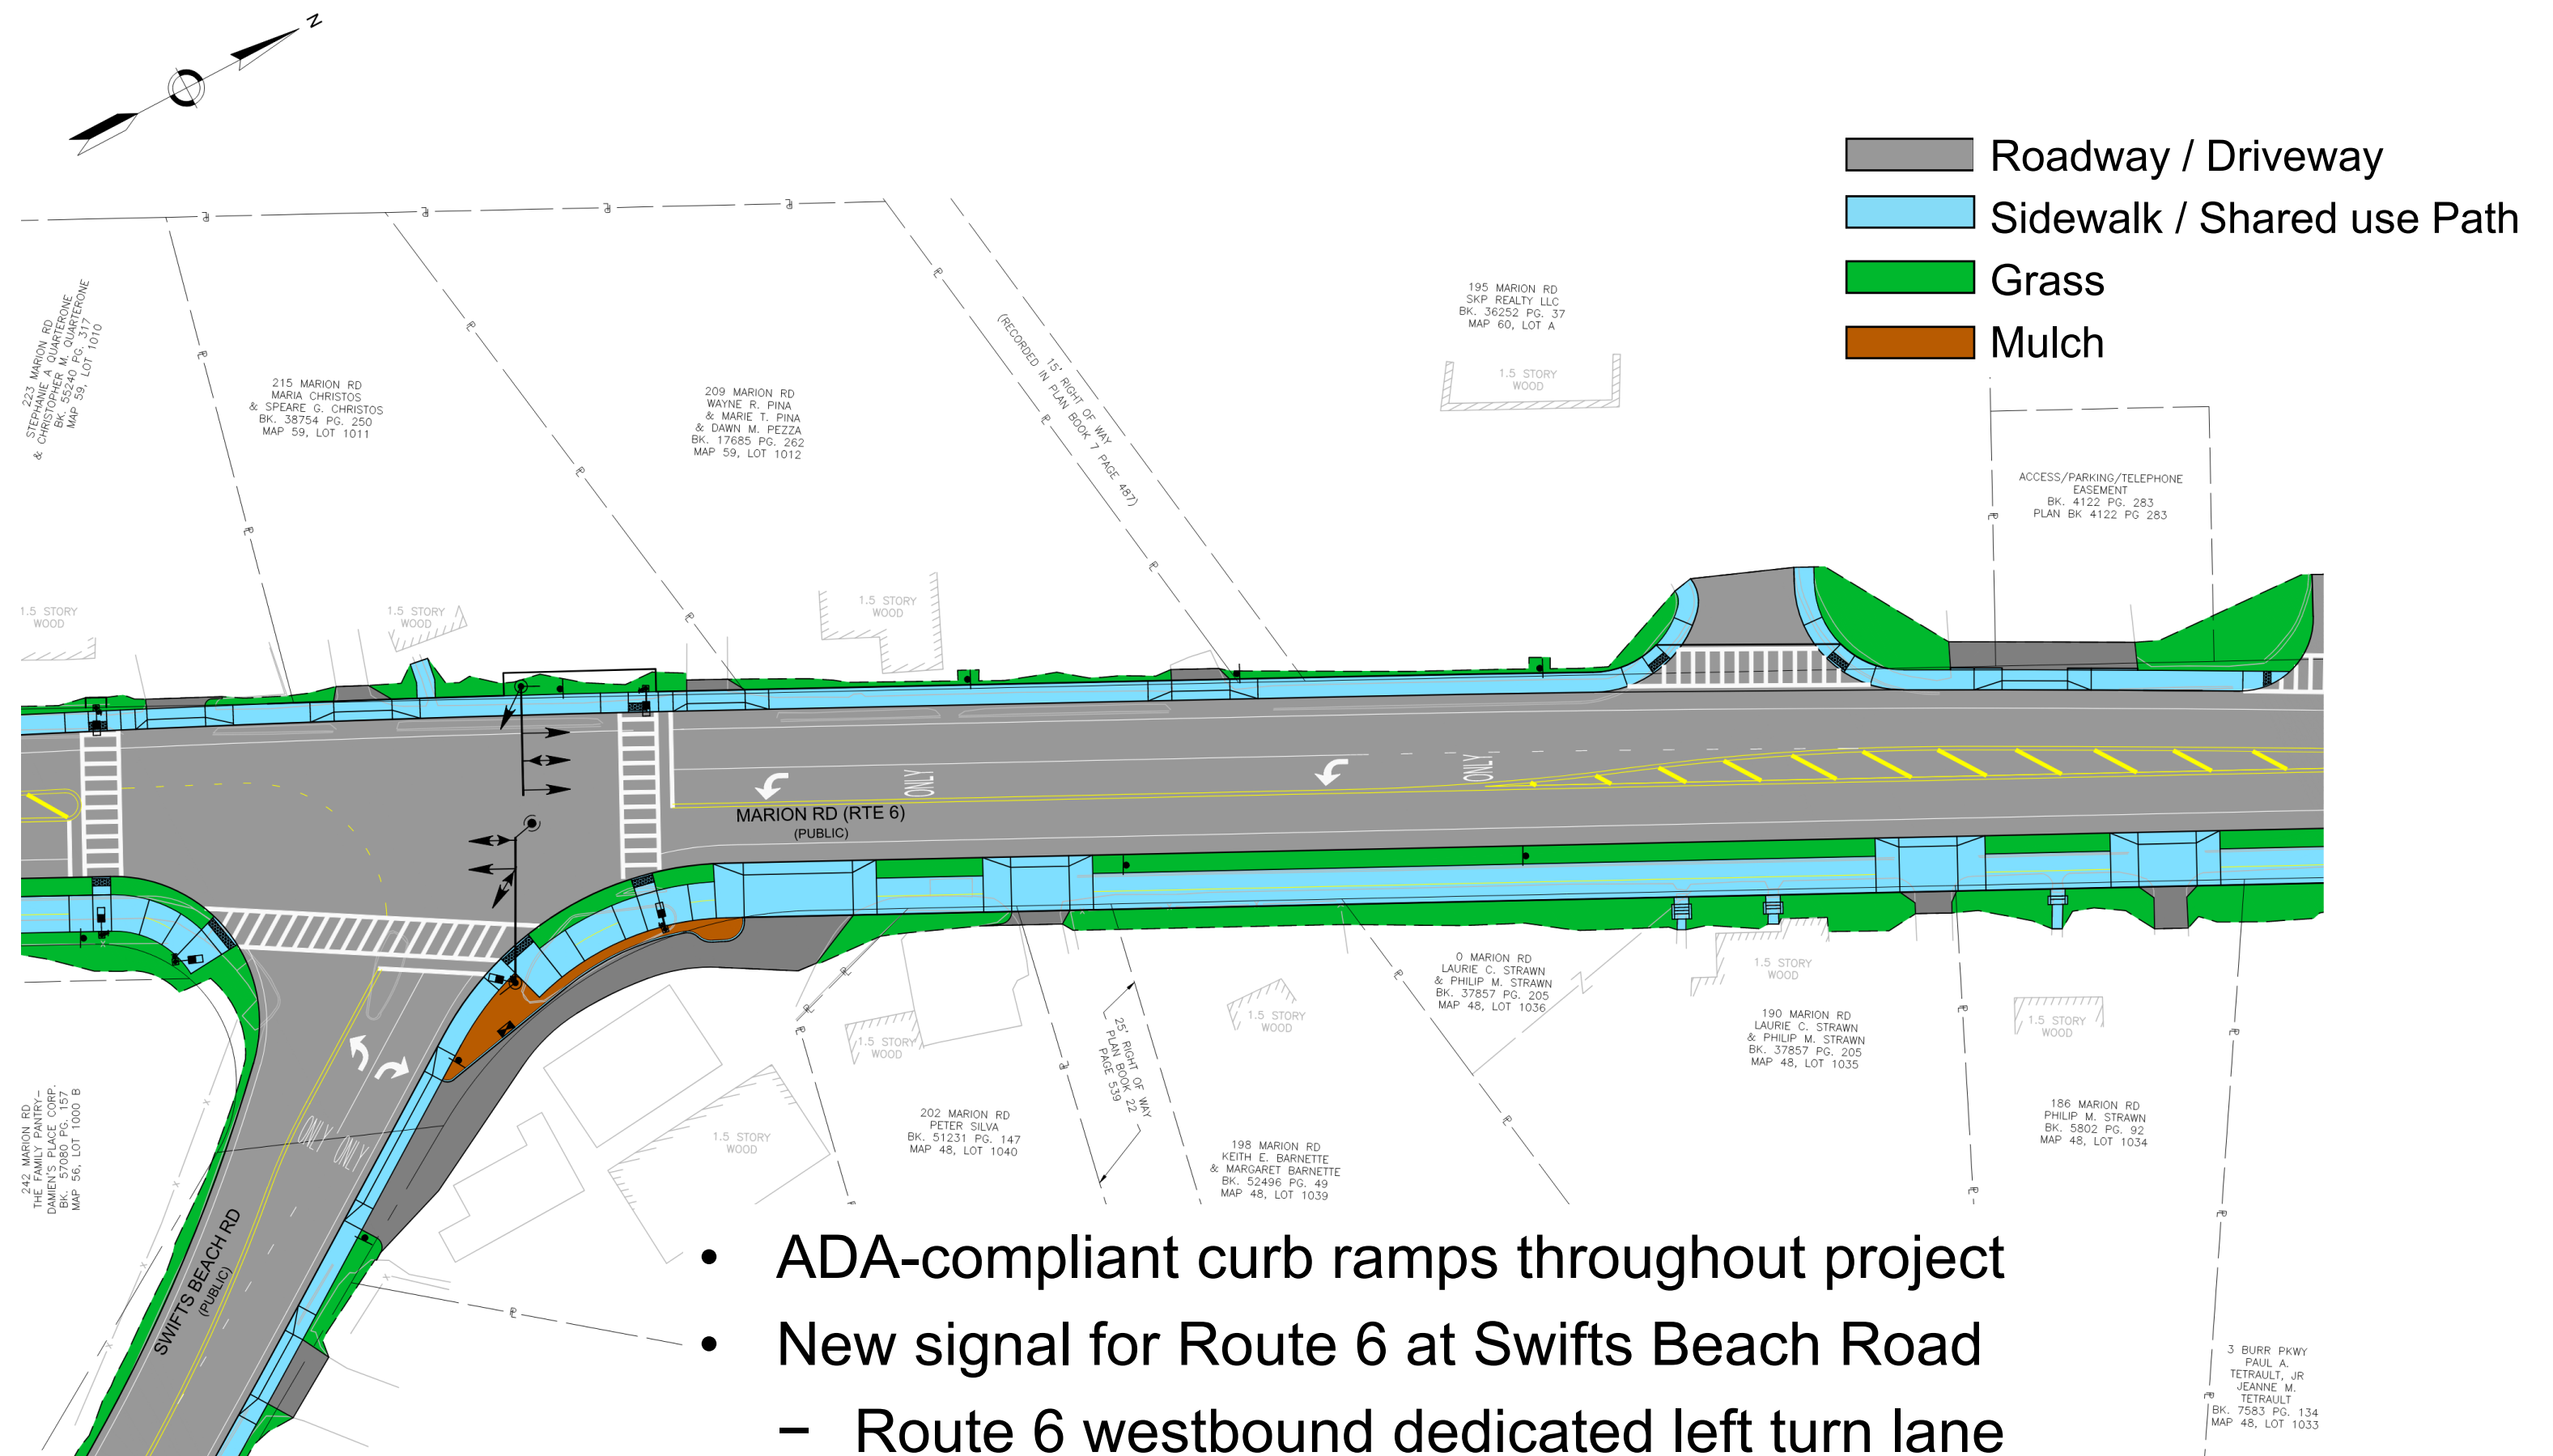 N
Roadway / Driveway
Sidewalk / Shared use Path
Grass
Mulch
223 MARION RD
STEPHANIE A QUARTERONE
& CHRISTOPHER M. QUARTERONE
BK. 55240 PG. 317
MAP 59, LOT 1010
215 MARION RD
MARIA CHRISTOS
& SPEARE G. CHRISTOS
BK. 38754 PG. 250
MAP 59, LOT 1011
209 MARION RD
WAYNE R. PINA
& MARIE T. PINA
& DAWN M. PEZZA
BK. 17685 PG. 262
MAP 59, LOT 1012
15' RIGHT OF WAY
(RECORDED IN PLAN BOOK 7 PAGE 487)
195 MARION RD
SKP REALTY LLC
BK. 36252 PG. 37
MAP 60, LOT A
1.5 STORY
WOOD
ACCESS/PARKING/TELEPHONE
EASEMENT
BK. 4122 PG. 283
PLAN BK 4122 PG 283
1.5 STORY
WOOD
1.5 STORY
WOOD
1.5 STORY
WOOD
ONLY
ONLY
MARION RD (RTE 6)
(PUBLIC)
242 MARION RD
THE FAMILY PANTRY-
DAMIEN'S PLACE CORP.
BK. 57080 PG. 157
MAP 56, LOT 1000 B
ONLY ONLY
SWIFTS BEACH RD
(PUBLIC)
1.5 STORY
WOOD
1.5 STORY
WOOD
202 MARION RD
PETER SILVA
BK. 51231 PG. 147
MAP 48, LOT 1040
25' RIGHT OF WAY
PLAN BOOK 22
PAGE 539
1.5 STORY
WOOD
198 MARION RD
KEITH E. BARNETTE
& MARGARET BARNETTE
BK. 52496 PG. 49
MAP 48, LOT 1039
0 MARION RD
LAURIE C. STRAWN
& PHILIP M. STRAWN
BK. 37857 PG. 205
MAP 48, LOT 1036
1.5 STORY
WOOD
190 MARION RD
LAURIE C. STRAWN
& PHILIP M. STRAWN
BK. 37857 PG. 205
MAP 48, LOT 1035
1.5 STORY
WOOD
186 MARION RD
PHILIP M. STRAWN
BK. 5802 PG. 92
MAP 48, LOT 1034
3 BURR PKWY
PAUL A.
TETRAULT, JR
JEANNE M.
TETRAULT
BK. 7583 PG. 134
MAP 48, LOT 1033
• ADA-compliant curb ramps throughout project
• New signal for Route 6 at Swifts Beach Road
– Route 6 westbound dedicated left turn lane